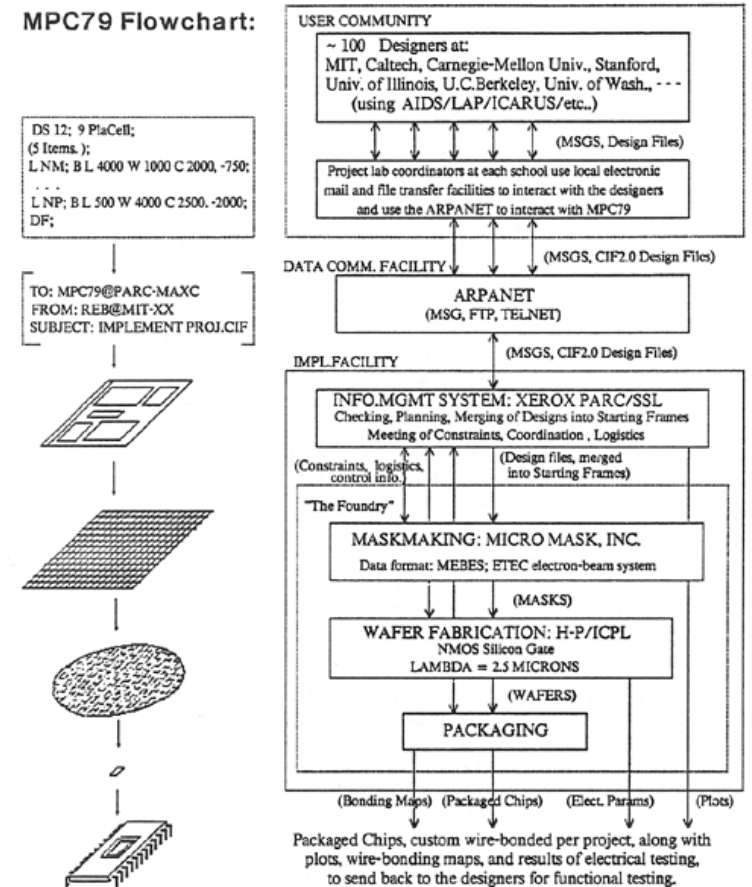 MPC79 Flowchart:
DS 12; 9 PlaCell;
(5 Items. );
L NM; B L 4000 W 1000 C 2000, -750;
. . .
L NP; B L 500 W 4000 C 2500. -2000;
DF;
TO: MPC79@PARC-MAXC
FROM: REB@MIT-XX
SUBJECT: IMPLEMENT PROJ.CIF
USER COMMUNITY
~ 100 Designers at:
MIT, Caltech, Carnegie-Mellon Univ., Stanford,
Univ. of Illinois, U.C.Berkeley, Univ. of Wash., - - -
(using AIDS/LAP/ICARUS/etc..)
(MSGS, Design Files)
Project lab coordinators at each school use local electronic
mail and file transfer facilities to interact with the designers
and use the ARPANET to interact with MPC79
(MSGS, CIF2.0 Design Files)
DATA COMM. FACILITY
ARPANET
(MSG, FTP, TELNET)
(MSGS, CIF2.0 Design Files)
IMPL.FACILITY
INFO.MGMT SYSTEM: XEROX PARC/SSL
Checking, Planning, Merging of Designs into Starting Frames
Meeting of Constraints, Coordination , Logistics
(Constraints, logistics,
control info.)
(Design files, merged
into Starting Frames)
"The Foundry"
MASKMAKING: MICRO MASK, INC.
Data format: MEBES; ETEC electron-beam system
(MASKS)
WAFER FABRICATION: H-P/ICPL
NMOS Silicon Gate
LAMBDA = 2.5 MICRONS
(WAFERS)
PACKAGING
(Bonding Maps) (Packaged Chips) (Elect. Params) (Plots)
Packaged Chips, custom wire-bonded per project, along with
plots, wire-bonding maps, and results of electrical testing,
to send back to the designers for functional testing.